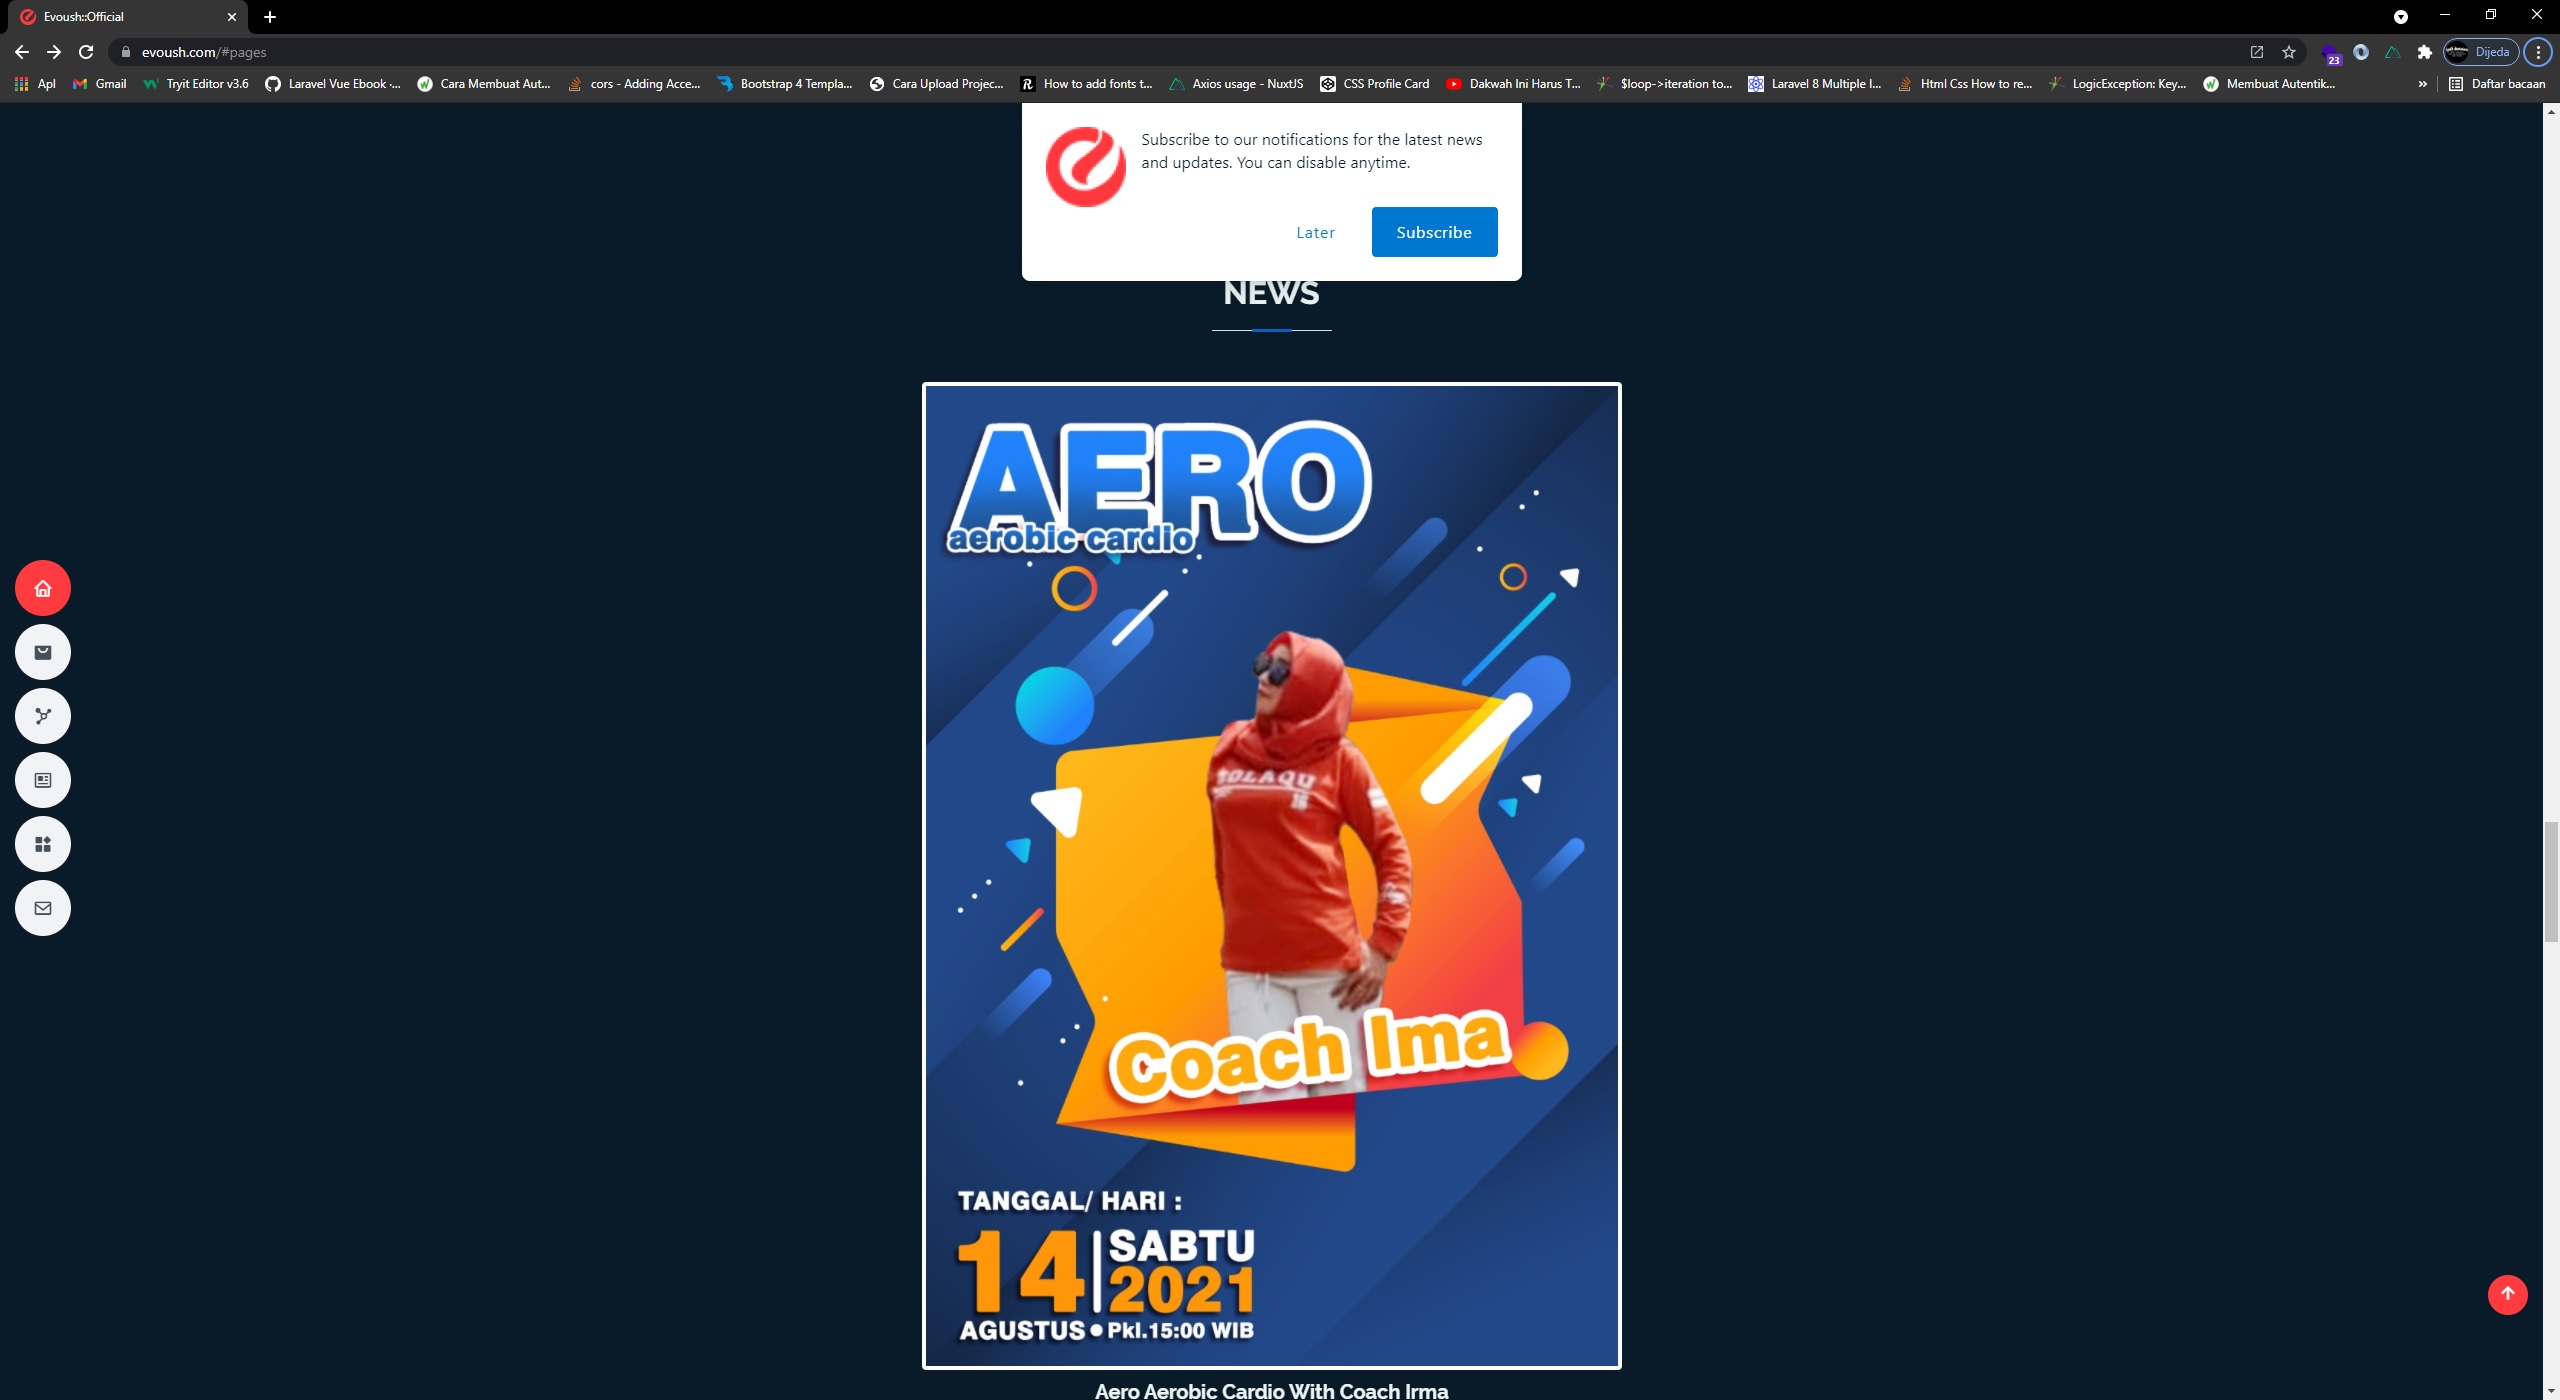 Evoush::Official
evoush.com/#pages
23
Dijeda
Apl
Gmail
Tryit Editor v3.6
Laravel Vue Ebook ·...
Cara Membuat Aut...
cors - Adding Acce...
Bootstrap 4 Templa...
Cara Upload Projec...
How to add fonts t...
Axios usage - NuxtJS
CSS Profile Card
Dakwah Ini Harus T...
$loop->iteration to...
Laravel 8 Multiple I...
Html Css How to re...
LogicException: Key...
Membuat Autentik...
»
Daftar bacaan
Subscribe to our notifications for the latest news
and updates. You can disable anytime.
Later
Subscribe
NEWS
AERO
aerobic cardio
Coach Ima
TANGGAL/ HARI :
14 | SABTU
2021
AGUSTUS • Pkl.15:00 WIB
Aero Aerobic Cardio With Coach Irma